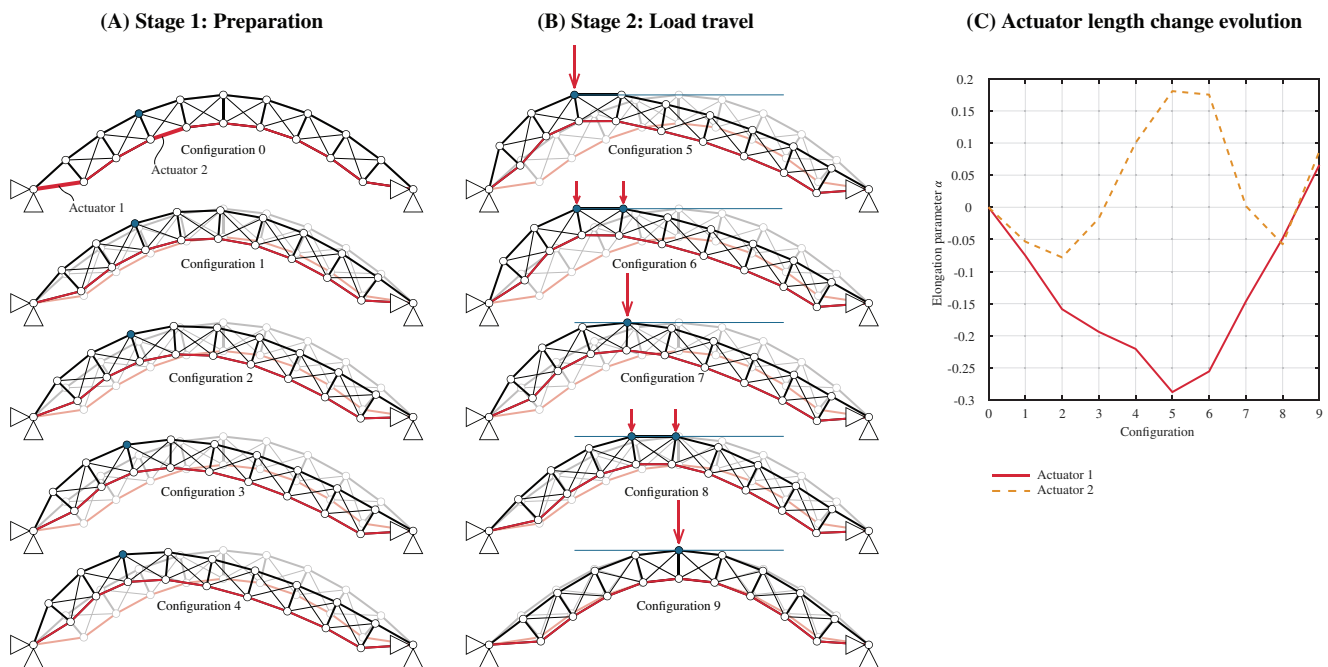 (A) Stage 1: Preparation
Configuration 0
Actuator 2
Actuator 1
Configuration 1
Configuration 2
Configuration 3
Configuration 4
(B) Stage 2: Load travel
Configuration 5
Configuration 6
Configuration 7
Configuration 8
Configuration 9
(C) Actuator length change evolution
Elongation parameter α
0.2
0.15
0.1
0.05
0
-0.05
-0.1
-0.15
-0.2
-0.25
-0.3
0 1 2 3 4 5 6 7 8 9
Configuration
Actuator 1
Actuator 2